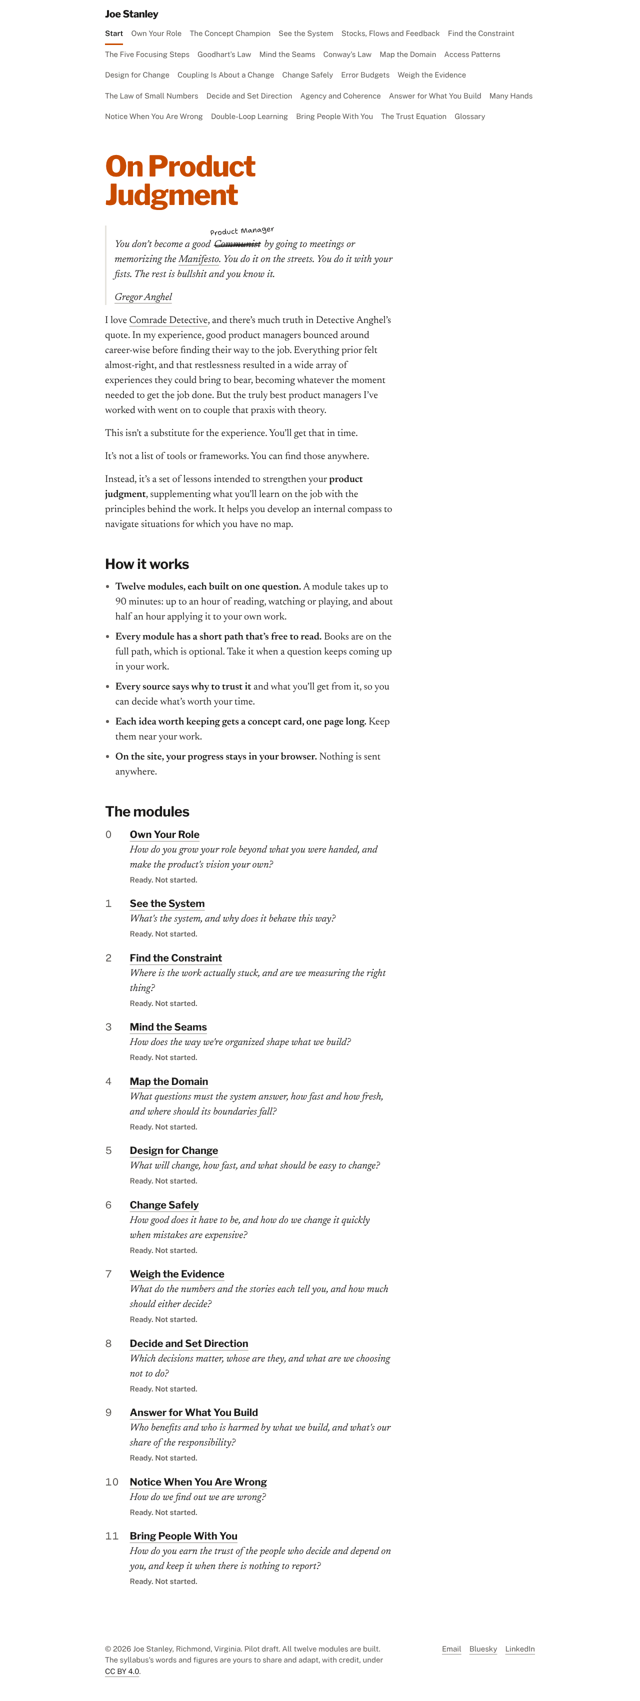 Joe Stanley
Start Own Your Role The Concept Champion See the System Stocks, Flows and Feedback Find the Constraint
The Five Focusing Steps Goodhart's Law Mind the Seams Conway's Law Map the Domain Access Patterns
Design for Change Coupling Is About a Change Change Safely Error Budgets Weigh the Evidence
The Law of Small Numbers Decide and Set Direction Agency and Coherence Answer for What You Build Many Hands
Notice When You Are Wrong Double-Loop Learning Bring People With You The Trust Equation Glossary
On Product
Judgment
Product Manager
You don't become a good Communist by going to meetings or
memorizing the Manifesto. You do it on the streets. You do it with your
fists. The rest is bullshit and you know it.
Gregor Anghel
I love Comrade Detective, and there's much truth in Detective Anghel's
quote. In my experience, good product managers bounced around
career-wise before finding their way to the job. Everything prior felt
almost-right, and that restlessness resulted in a wide array of
experiences they could bring to bear, becoming whatever the moment
needed to get the job done. But the truly best product managers I've
worked with went on to couple that praxis with theory.
This isn't a substitute for the experience. You'll get that in time.
It's not a list of tools or frameworks. You can find those anywhere.
Instead, it's a set of lessons intended to strengthen your product
judgment, supplementing what you'll learn on the job with the
principles behind the work. It helps you develop an internal compass to
navigate situations for which you have no map.
How it works
Twelve modules, each built on one question. A module takes up to
90 minutes: up to an hour of reading, watching or playing, and about
half an hour applying it to your own work.
Every module has a short path that's free to read. Books are on the
full path, which is optional. Take it when a question keeps coming up
in your work.
Every source says why to trust it and what you'll get from it, so you
can decide what's worth your time.
Each idea worth keeping gets a concept card, one page long. Keep
them near your work.
On the site, your progress stays in your browser. Nothing is sent
anywhere.
The modules
0 Own Your Role
How do you grow your role beyond what you were handed, and
make the product's vision your own?
Ready. Not started.
1 See the System
What's the system, and why does it behave this way?
Ready. Not started.
2 Find the Constraint
Where is the work actually stuck, and are we measuring the right
thing?
Ready. Not started.
3 Mind the Seams
How does the way we're organized shape what we build?
Ready. Not started.
4 Map the Domain
What questions must the system answer, how fast and how fresh,
and where should its boundaries fall?
Ready. Not started.
5 Design for Change
What will change, how fast, and what should be easy to change?
Ready. Not started.
6 Change Safely
How good does it have to be, and how do we change it quickly
when mistakes are expensive?
Ready. Not started.
7 Weigh the Evidence
What do the numbers and the stories each tell you, and how much
should either decide?
Ready. Not started.
8 Decide and Set Direction
Which decisions matter, whose are they, and what are we choosing
not to do?
Ready. Not started.
9 Answer for What You Build
Who benefits and who is harmed by what we build, and what's our
share of the responsibility?
Ready. Not started.
10 Notice When You Are Wrong
How do we find out we are wrong?
Ready. Not started.
11 Bring People With You
How do you earn the trust of the people who decide and depend on
you, and keep it when there is nothing to report?
Ready. Not started.
© 2026 Joe Stanley, Richmond, Virginia. Pilot draft. All twelve modules are built. Email Bluesky LinkedIn
The syllabus's words and figures are yours to share and adapt, with credit, under
CC BY 4.0.